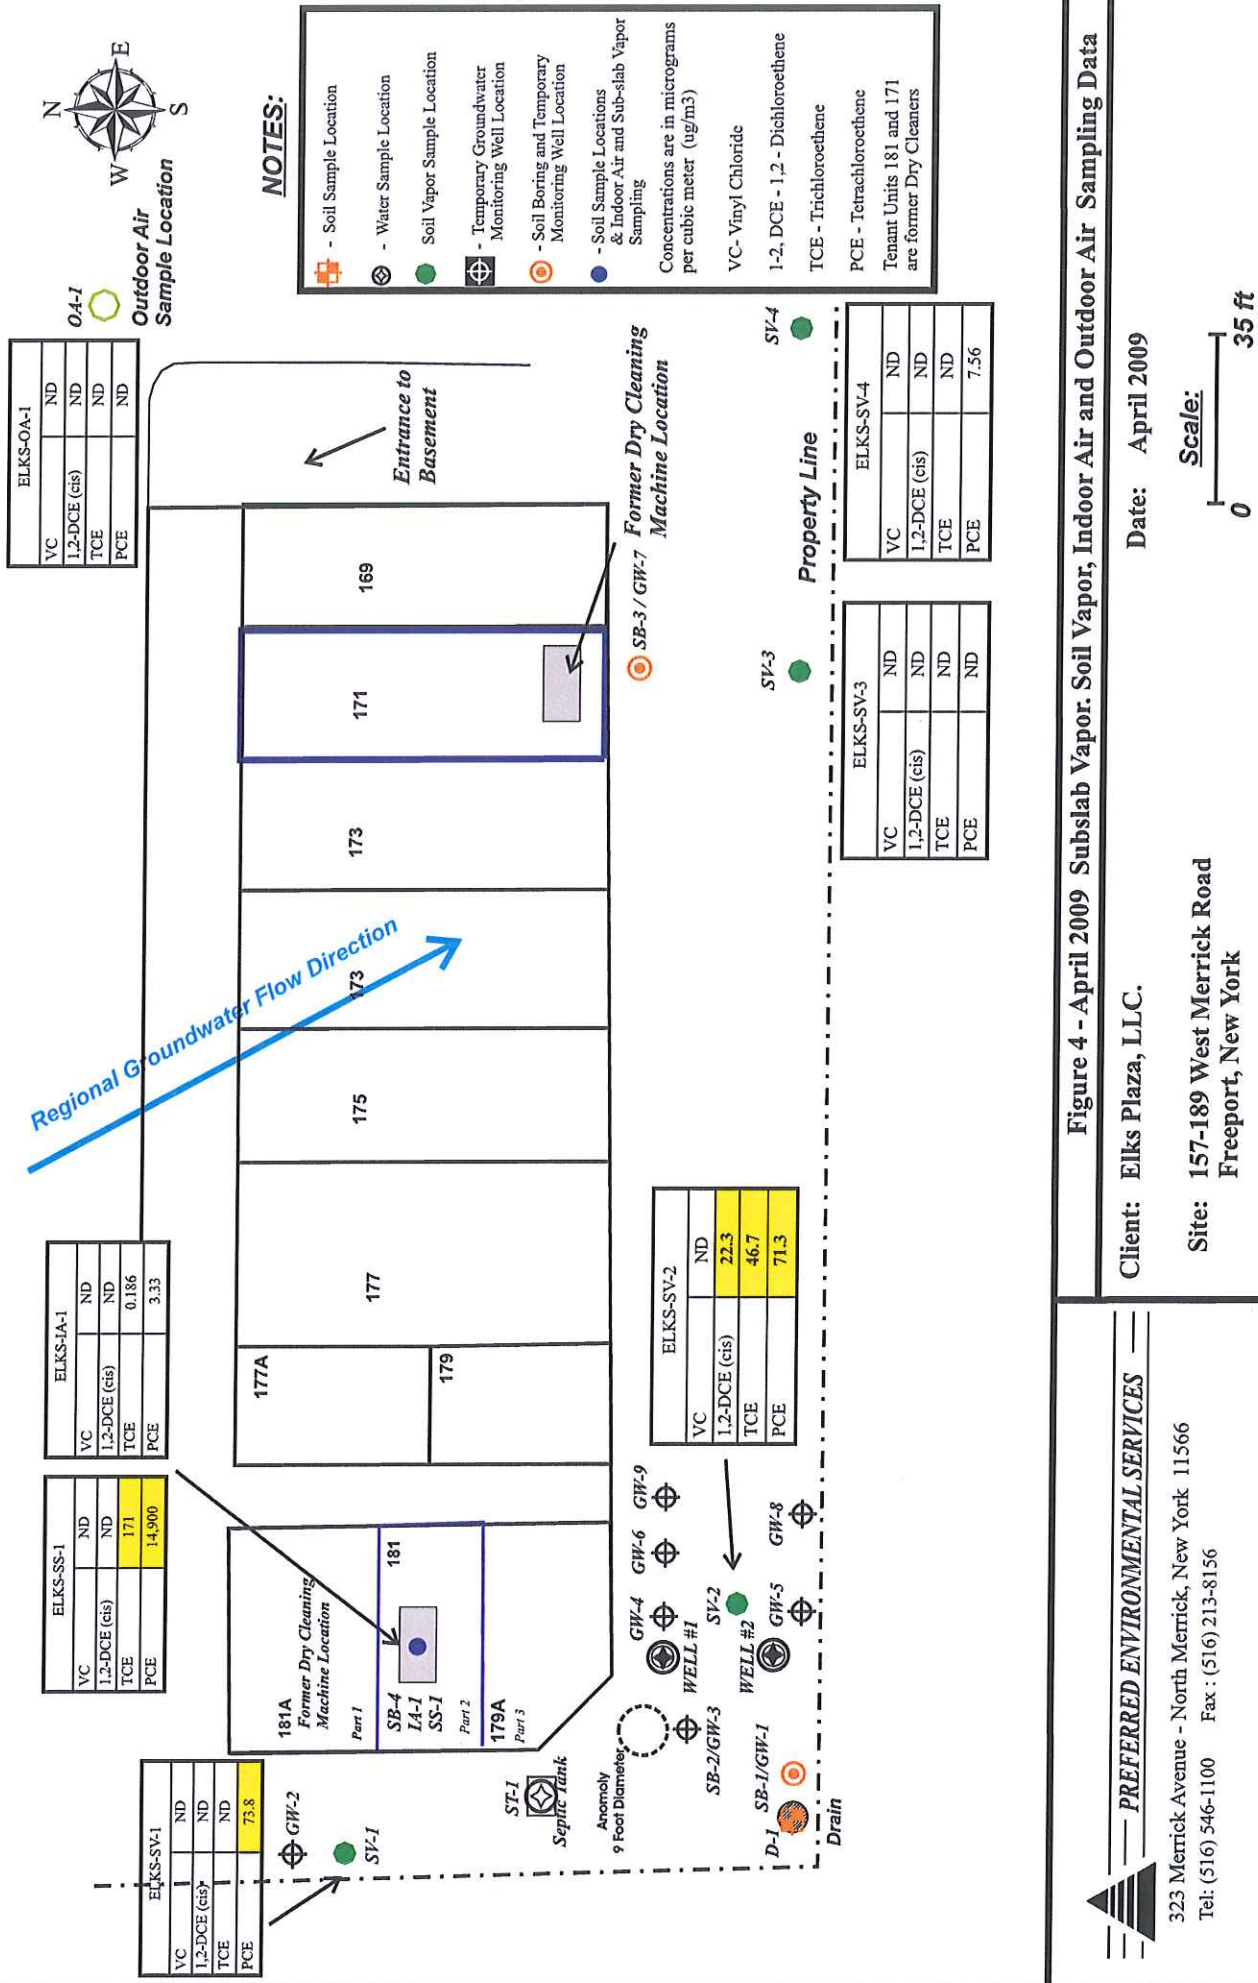 N
W
E
S
OA-1
Outdoor Air
Sample Location
NOTES:
- Soil Sample Location
- Water Sample Location
Soil Vapor Sample Location
- Temporary Groundwater
Monitoring Well Location
- Soil Boring and Temporary
Monitoring Well Location
- Soil Sample Locations
& Indoor Air and Sub-slab Vapor
Sampling
Concentrations are in micrograms
per cubic meter (ug/m3)
VC- Vinyl Chloride
1-2, DCE - 1,2 - Dichloroethene
TCE - Trichloroethene
PCE - Tetrachloroethene
Tenant Units 181 and 171
are former Dry Cleaners
ELKS-OA-1
VC ND
1,2-DCE (cis) ND
TCE ND
PCE ND
Entrance to
Basement
Regional Groundwater Flow Direction
ELKS-IA-1
VC ND
1,2-DCE (cis) ND
TCE 0.186
PCE 3.33
ELKS-SS-1
VC ND
1,2-DCE (cis) ND
TCE 171
PCE 14,900
ELKS-SV-1
VC ND
1,2-DCE (cis) ND
TCE ND
PCE 73.8
GW-2
SV-1
181A
Former Dry Cleaning
Machine Location
Part 1
181
SB-4
IA-1
SS-1
Part 2
179A
Part 3
177A
179
177
175
173
173
171
169
Former Dry Cleaning
Machine Location
SB-3 / GW-7
ST-1
Septic Tank
Anomoly
9 Foot Diameter
SB-2/GW-3
GW-4
GW-6
GW-9
WELL #1
SV-2
WELL #2
GW-5
GW-8
D-1
SB-1/GW-1
Drain
ELKS-SV-2
VC ND
1,2-DCE (cis) 22.3
TCE 46.7
PCE 71.3
SV-3
Property Line
SV-4
ELKS-SV-3
VC ND
1,2-DCE (cis) ND
TCE ND
PCE ND
ELKS-SV-4
VC ND
1,2-DCE (cis) ND
TCE ND
PCE 7.56
PREFERRED ENVIRONMENTAL SERVICES
323 Merrick Avenue - North Merrick, New York 11566
Tel: (516) 546-1100 Fax : (516) 213-8156
Figure 4 - April 2009 Subslab Vapor. Soil Vapor, Indoor Air and Outdoor Air Sampling Data
Client: Elks Plaza, LLC.
Date: April 2009
Site: 157-189 West Merrick Road
Freeport, New York
Scale:
0 35 ft